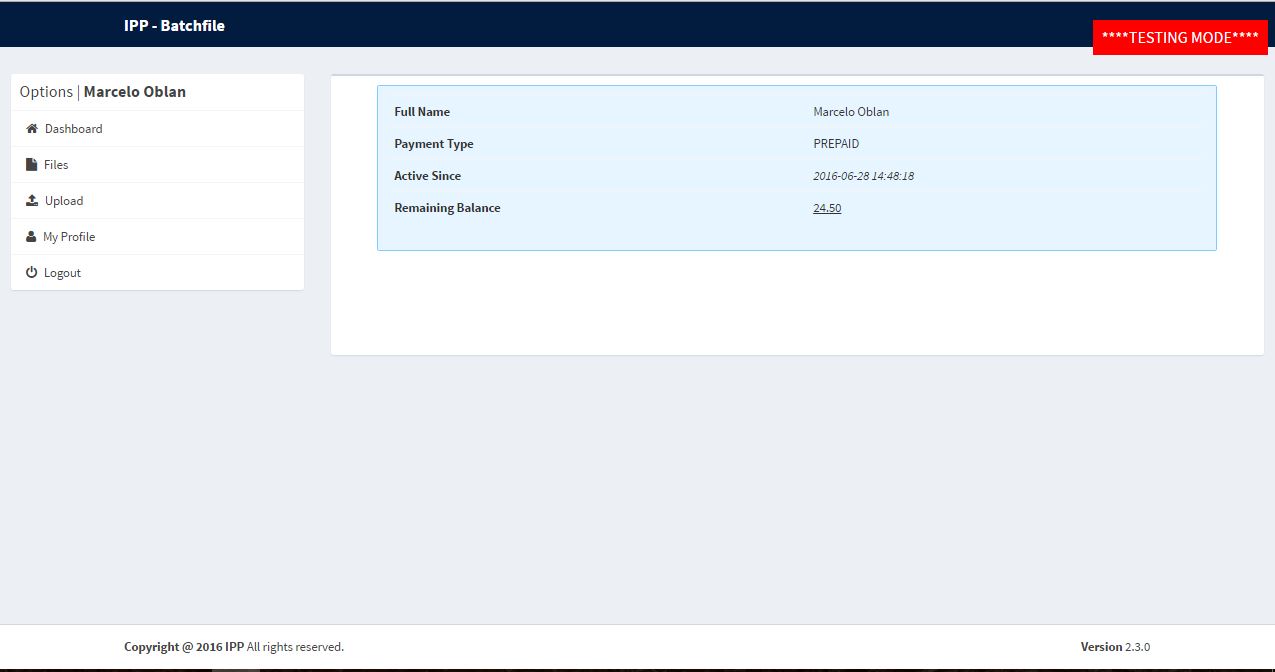 IPP - Batchfile
****TESTING MODE****
Options | Marcelo Oblan
Dashboard
Files
Upload
My Profile
Logout
Full Name Marcelo Oblan
Payment Type PREPAID
Active Since 2016-06-28 14:48:18
Remaining Balance 24.50
Copyright @ 2016 IPP All rights reserved. Version 2.3.0